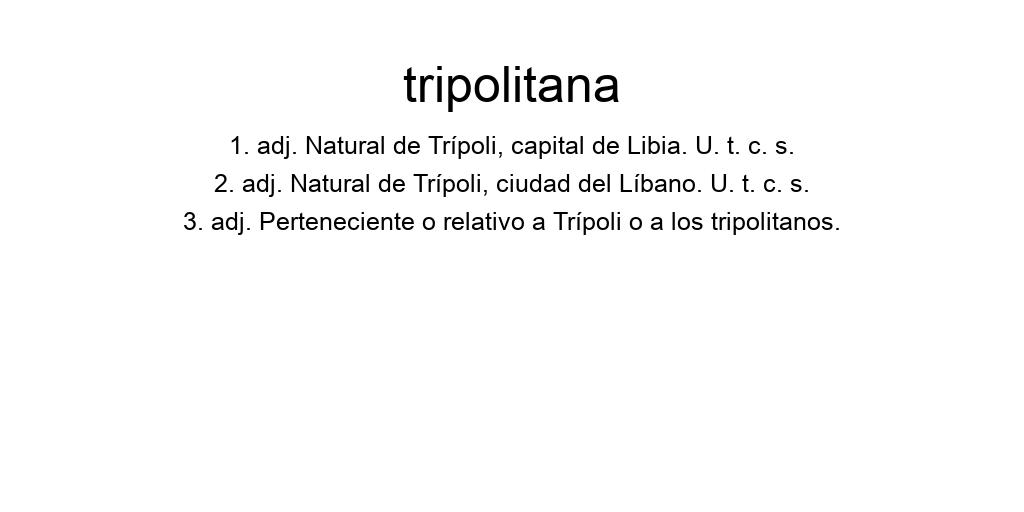 tripolitana
1. adj. Natural de Trípoli, capital de Libia. U. t. c. s.
2. adj. Natural de Trípoli, ciudad del Líbano. U. t. c. s.
3. adj. Perteneciente o relativo a Trípoli o a los tripolitanos.